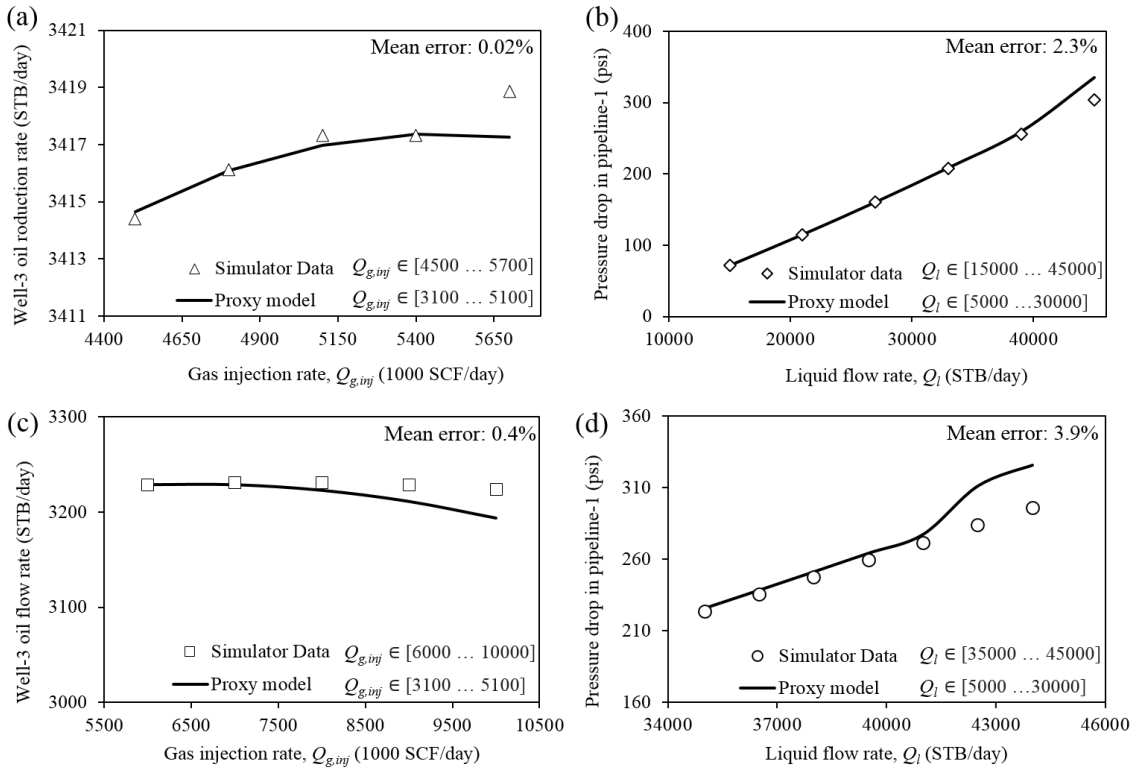 (a)
Mean error: 0.02%
3421
3419
3417
3415
3413
3411
Well-3 oil roduction rate (STB/day)
Simulator Data Q_{g,inj} ∈ [4500 … 5700]
Proxy model Q_{g,inj} ∈ [3100 … 5100]
4400 4650 4900 5150 5400 5650
Gas injection rate, Q_{g,inj} (1000 SCF/day)
(b)
Mean error: 2.3%
400
300
200
100
0
Pressure drop in pipeline-1 (psi)
Simulator data Q_l ∈ [15000 … 45000]
Proxy model Q_l ∈ [5000 …30000]
10000 20000 30000 40000
Liquid flow rate, Q_l (STB/day)
(c)
Mean error: 0.4%
3300
3200
3100
3000
Well-3 oil flow rate (STB/day)
Simulator Data Q_{g,inj} ∈ [6000 … 10000]
Proxy model Q_{g,inj} ∈ [3100 … 5100]
5500 6500 7500 8500 9500 10500
Gas injection rate, Q_{g,inj} (1000 SCF/day)
(d)
Mean error: 3.9%
360
310
260
210
160
Pressure drop in pipeline-1 (psi)
Simulator Data Q_l ∈ [35000 … 45000]
Proxy model Q_l ∈ [5000 …30000]
34000 37000 40000 43000 46000
Liquid flow rate, Q_l (STB/day)